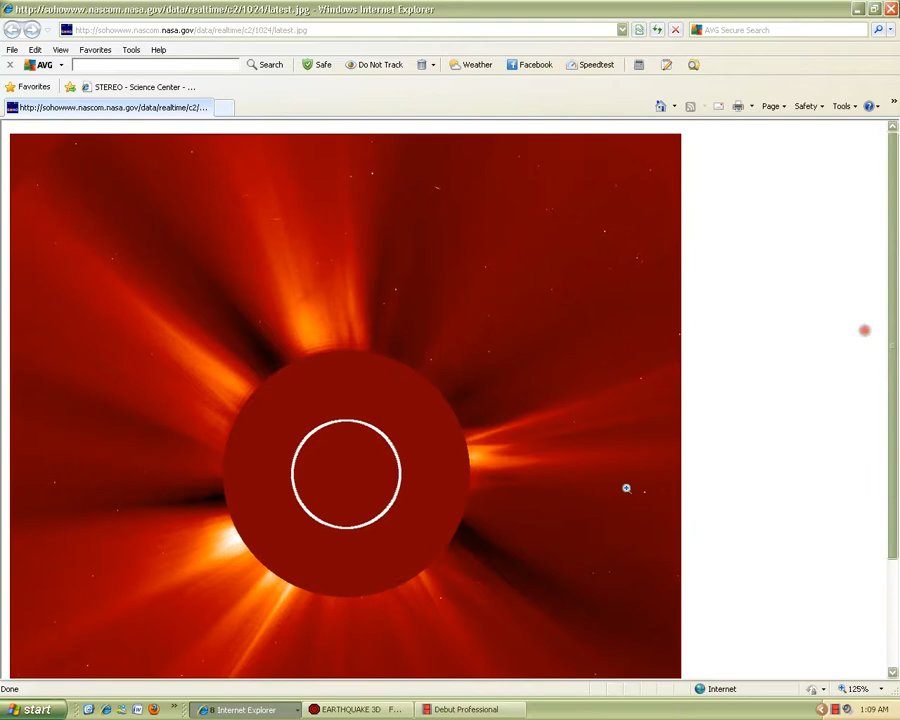 http://sohowww.nascom.nasa.gov/data/realtime/c2/1024/latest.jpg - Windows Internet Explorer
http://sohowww.nascom.nasa.gov/data/realtime/c2/1024/latest.jpg
AVG Secure Search
File Edit View Favorites Tools Help
x AVG Search Safe Do Not Track Weather Facebook Speedtest
Favorites STEREO - Science Center - ...
http://sohowww.nascom.nasa.gov/data/realtime/c2/... Page Safety Tools »
Done Internet 125%
start » 8 Internet Explorer EARTHQUAKE 3D F... Debut Professional 1:09 AM